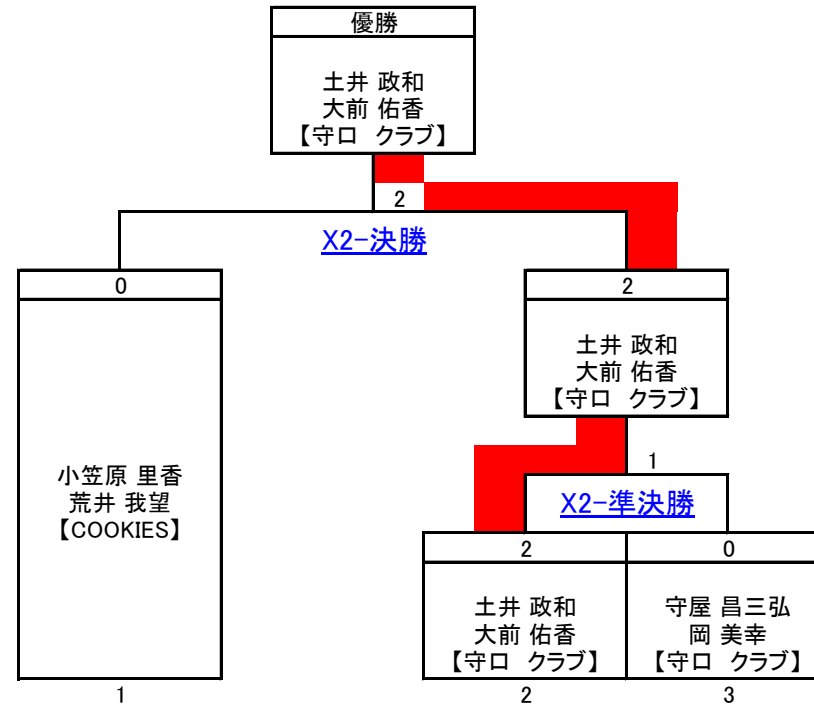 優勝
土井 政和
大前 佑香
【守口　クラブ】
2
X2-決勝
0
2
土井 政和
大前 佑香
【守口　クラブ】
小笠原 里香
荒井 我望
【COOKIES】
1
X2-準決勝
2
0
土井 政和
大前 佑香
【守口　クラブ】
守屋 昌三弘
岡 美幸
【守口　クラブ】
1
2
3